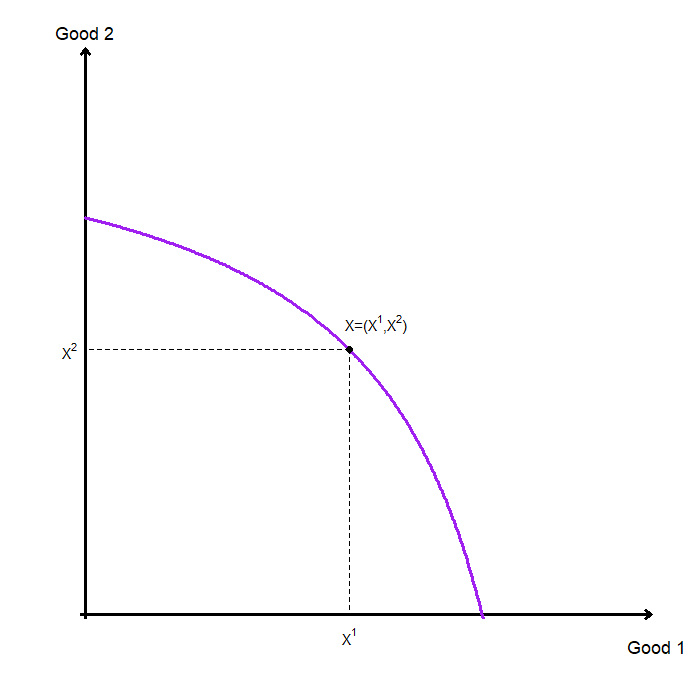 Good 2
X=(X¹,X²)
X²
X¹
Good 1